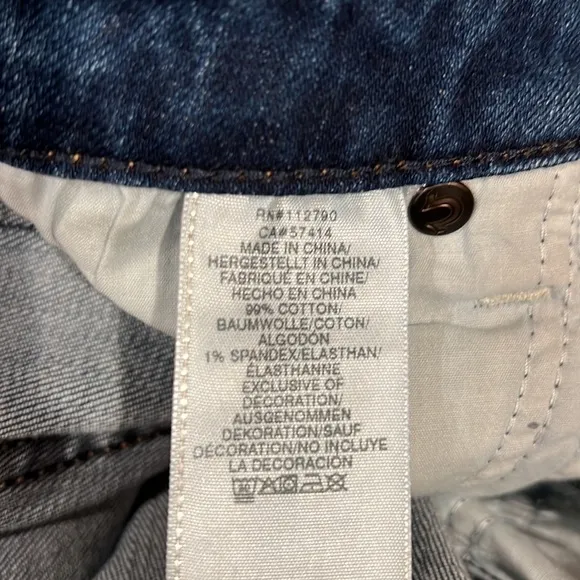 RN#112790
CA#57414
MADE IN CHINA/
HERGESTELLT IN CHINA/
FABRIQUÉ EN CHINE/
HECHO EN CHINA
99% COTTON/
BAUMWOLLE/COTON/
ALGODÓN
1% SPANDEX/ELASTHAN/
ÉLASTHANNE
EXCLUSIVE OF
DECORATION/
AUSGENOMMEN
DEKORATION/SAUF
DÉCORATION/NO INCLUYE
LA DECORACIÓN